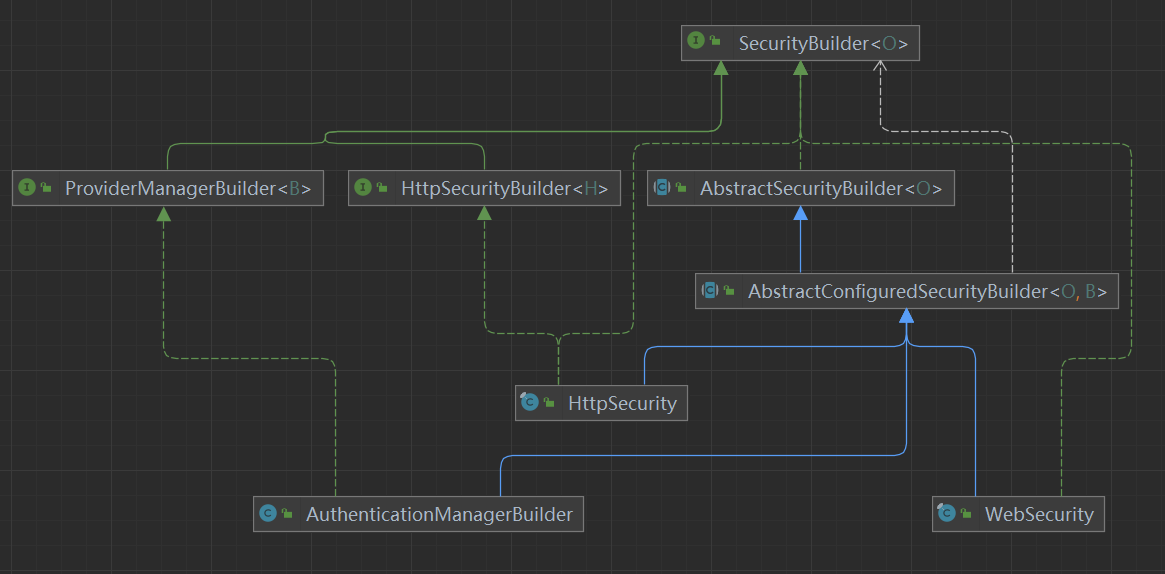 SecurityBuilder<O>
ProviderManagerBuilder<B>
HttpSecurityBuilder<H>
AbstractSecurityBuilder<O>
AbstractConfiguredSecurityBuilder<O, B>
HttpSecurity
AuthenticationManagerBuilder
WebSecurity